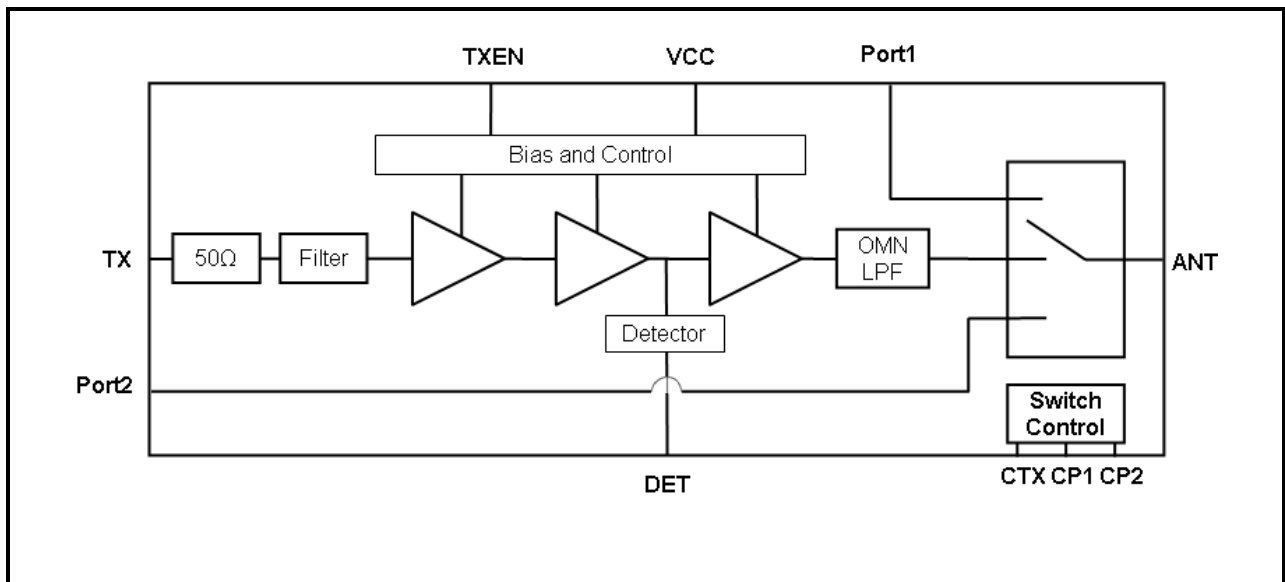 TXEN
VCC
Port1
Bias and Control
TX
50Ω
Filter
OMN
LPF
ANT
Detector
Port2
Switch
Control
CTX CP1 CP2
DET